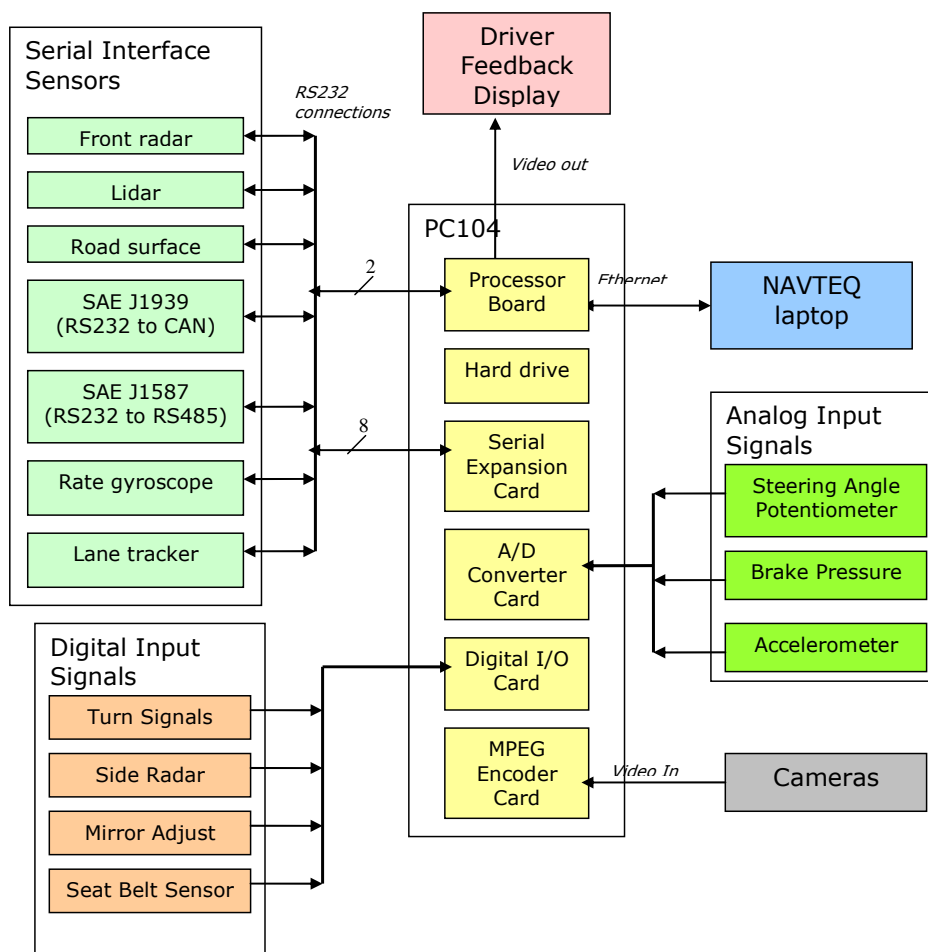 Serial Interface
Sensors
Front radar
Lidar
Road surface
SAE J1939
(RS232 to CAN)
SAE J1587
(RS232 to RS485)
Rate gyroscope
Lane tracker
RS232
connections
2
8
Digital Input
Signals
Turn Signals
Side Radar
Mirror Adjust
Seat Belt Sensor
Driver
Feedback
Display
Video out
PC104
Processor
Board
Hard drive
Serial
Expansion
Card
A/D
Converter
Card
Digital I/O
Card
MPEG
Encoder
Card
Ethernet
NAVTEQ
laptop
Analog Input
Signals
Steering Angle
Potentiometer
Brake Pressure
Accelerometer
Video In
Cameras